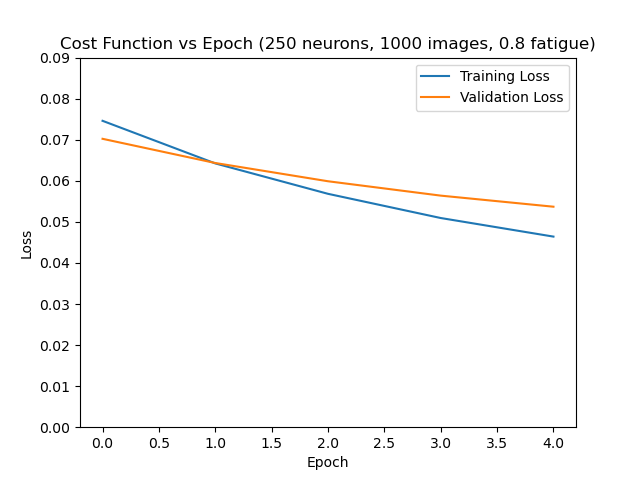 Cost Function vs Epoch (250 neurons, 1000 images, 0.8 fatigue)
Training Loss
Validation Loss
0.09
0.08
0.07
0.06
0.05
0.04
0.03
0.02
0.01
0.00
Loss
0.0 0.5 1.0 1.5 2.0 2.5 3.0 3.5 4.0
Epoch